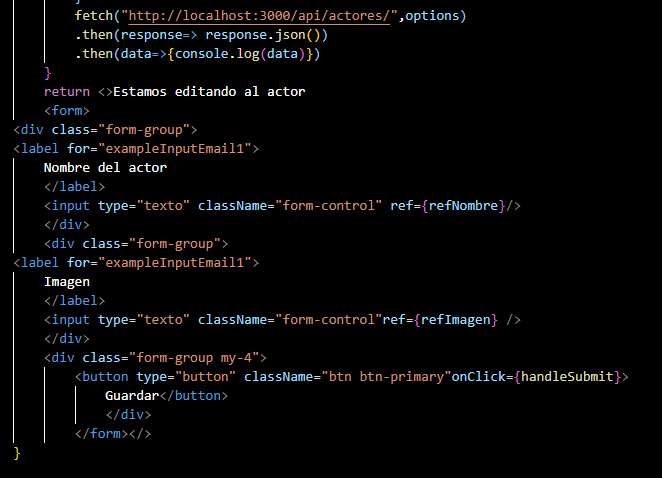 fetch("http://localhost:3000/api/actores/",options)
.then(response=> response.json())
.then(data=>{console.log(data)})
}
return <>Estamos editando al actor
<form>
<div class="form-group">
<label for="exampleInputEmail1">
Nombre del actor
</label>
<input type="texto" className="form-control" ref={refNombre}/>
</div>
<div class="form-group">
<label for="exampleInputEmail1">
Imagen
</label>
<input type="texto" className="form-control"ref={refImagen} />
</div>
<div class="form-group my-4">
<button type="button" className="btn btn-primary"onClick={handleSubmit}>
Guardar</button>
</div>
</form></>
}